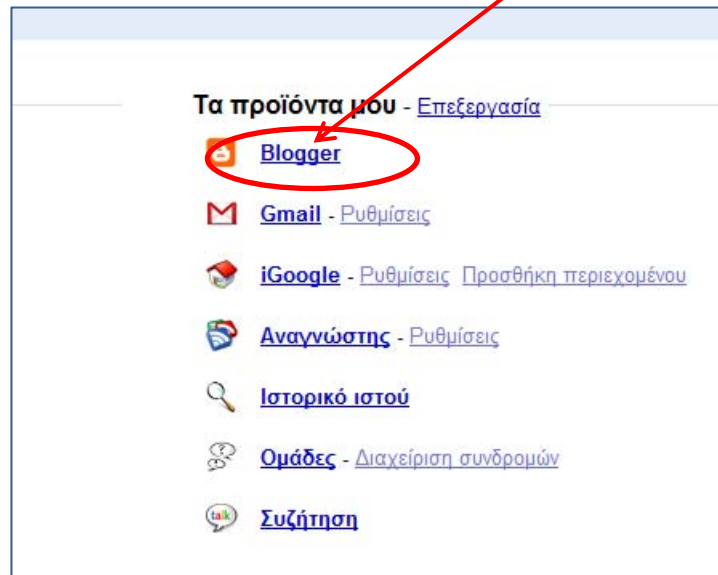 Τα προϊόντα μου - Επεξεργασία
Blogger
Gmail - Ρυθμίσεις
iGoogle - Ρυθμίσεις Προσθήκη περιεχομένου
Αναγνώστης - Ρυθμίσεις
Ιστορικό ιστού
Ομάδες - Διαχείριση συνδρομών
talk Συζήτηση